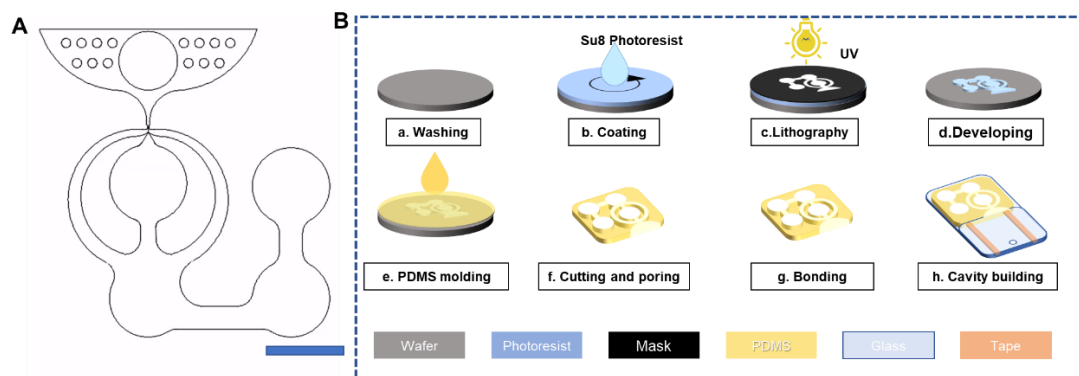 A
B
Su8 Photoresist
UV
a. Washing
b. Coating
c.Lithography
d.Developing
e. PDMS molding
f. Cutting and poring
g. Bonding
h. Cavity building
Wafer
Photoresist
Mask
PDMS
Glass
Tape